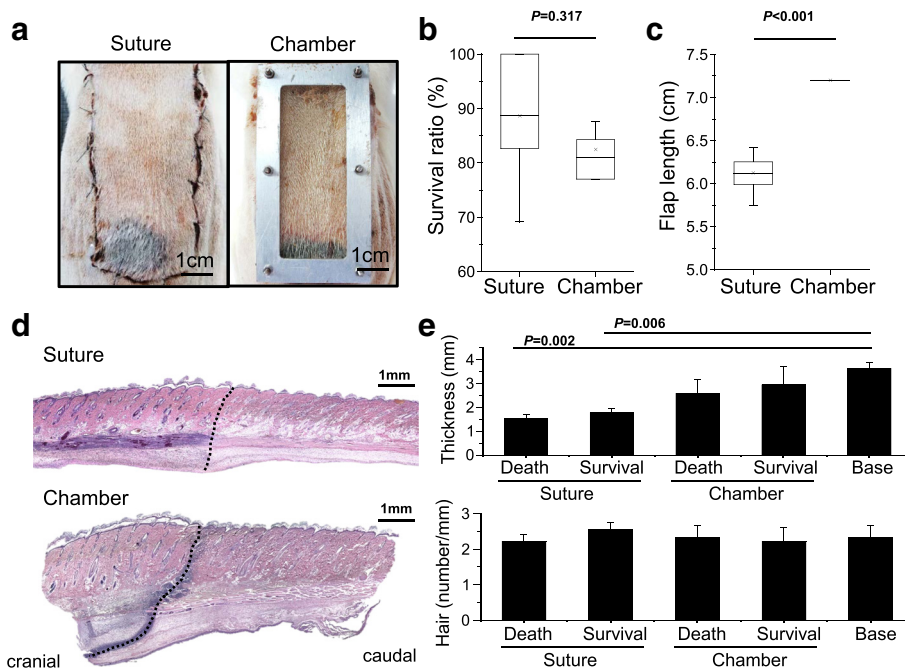 a
Suture
Chamber
1cm
1cm
b
P=0.317
Survival ratio (%)
100
90
80
70
60
Suture
Chamber
c
P<0.001
Flap length (cm)
7.5
7.0
6.5
6.0
5.5
5.0
Suture
Chamber
d
Suture
1mm
Chamber
1mm
cranial
caudal
e
P=0.006
P=0.002
Thickness (mm)
4
3
2
1
0
Death Survival Death Survival Base
Suture Chamber
Hair (number/mm)
3
2
1
0
Death Survival Death Survival Base
Suture Chamber